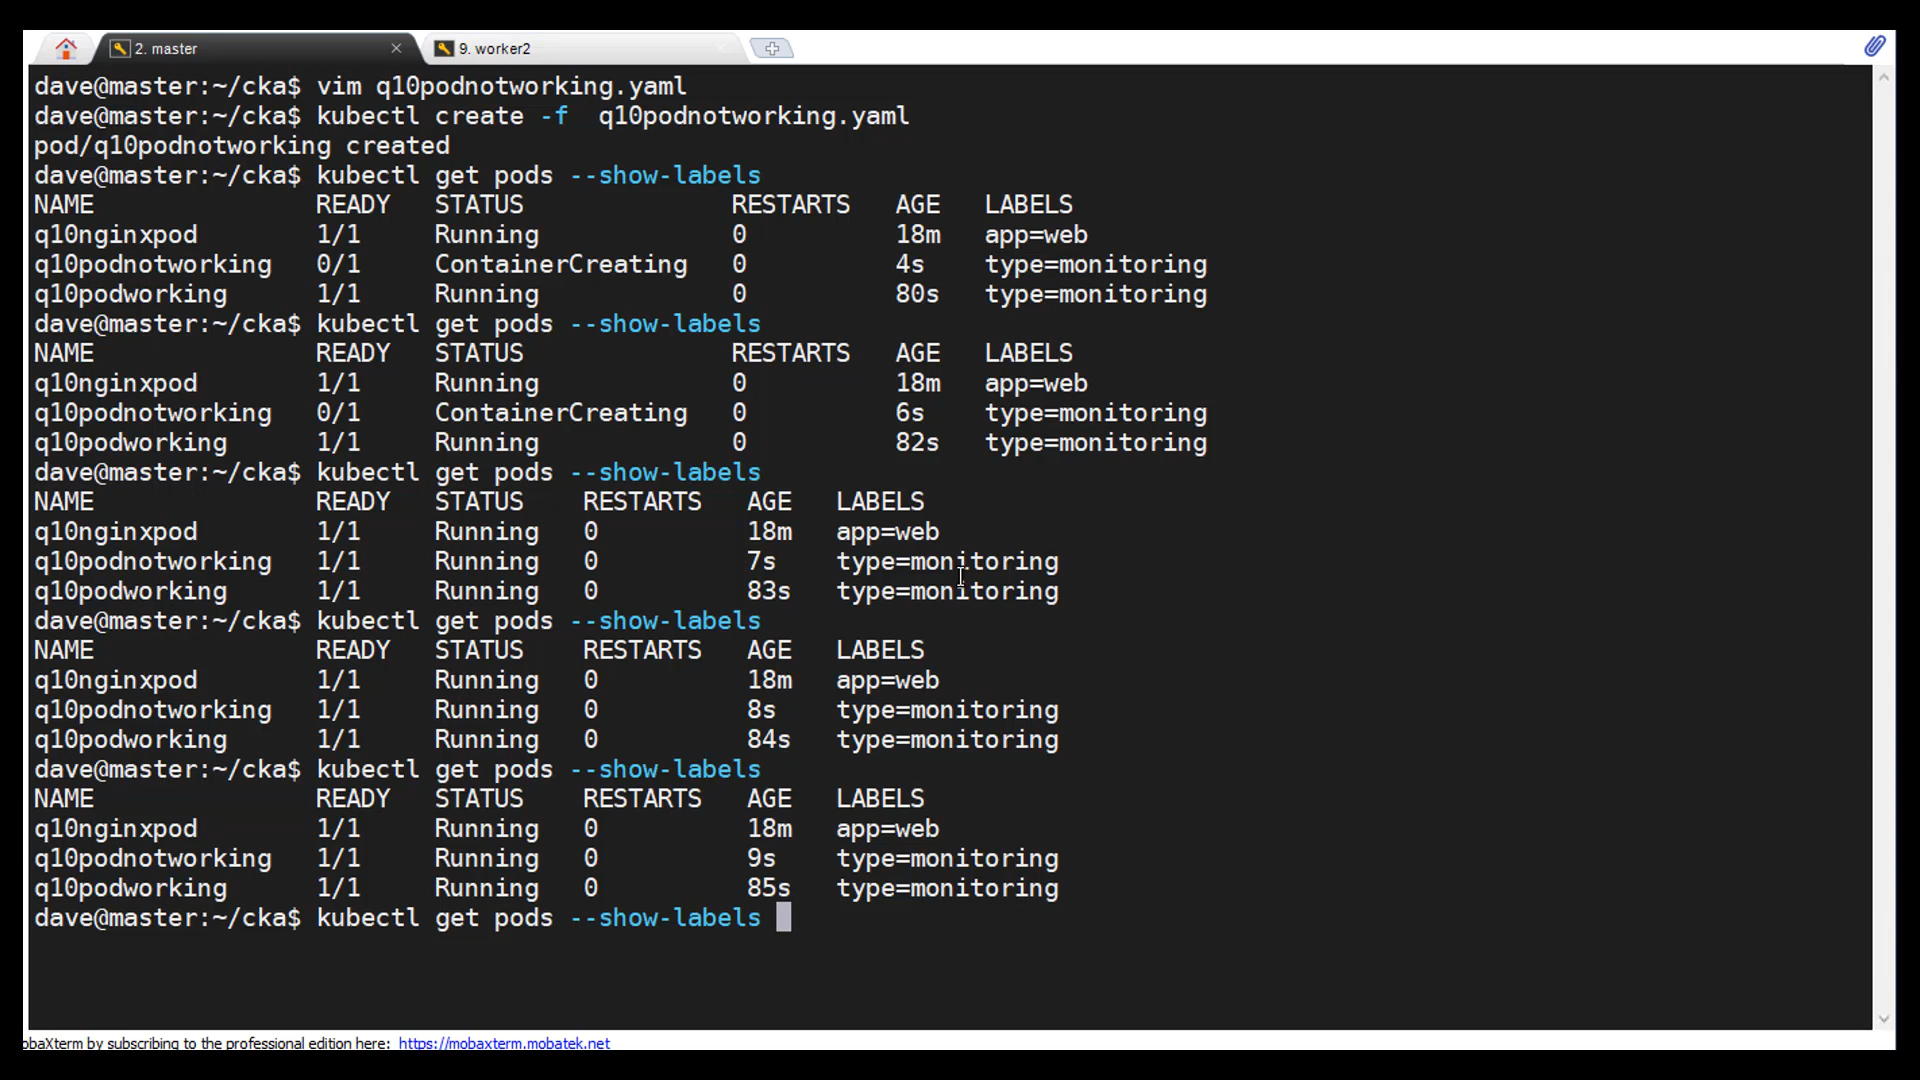 2. master
9. worker2
dave@master:~/cka$ vim q10podnotworking.yaml
dave@master:~/cka$ kubectl create -f  q10podnotworking.yaml
pod/q10podnotworking created
dave@master:~/cka$ kubectl get pods --show-labels
NAME               READY   STATUS              RESTARTS   AGE   LABELS
q10nginxpod        1/1     Running             0          18m   app=web
q10podnotworking   0/1     ContainerCreating   0          4s    type=monitoring
q10podworking      1/1     Running             0          80s   type=monitoring
dave@master:~/cka$ kubectl get pods --show-labels
NAME               READY   STATUS              RESTARTS   AGE   LABELS
q10nginxpod        1/1     Running             0          18m   app=web
q10podnotworking   0/1     ContainerCreating   0          6s    type=monitoring
q10podworking      1/1     Running             0          82s   type=monitoring
dave@master:~/cka$ kubectl get pods --show-labels
NAME               READY   STATUS    RESTARTS   AGE   LABELS
q10nginxpod        1/1     Running   0          18m   app=web
q10podnotworking   1/1     Running   0          7s    type=monitoring
q10podworking      1/1     Running   0          83s   type=monitoring
dave@master:~/cka$ kubectl get pods --show-labels
NAME               READY   STATUS    RESTARTS   AGE   LABELS
q10nginxpod        1/1     Running   0          18m   app=web
q10podnotworking   1/1     Running   0          8s    type=monitoring
q10podworking      1/1     Running   0          84s   type=monitoring
dave@master:~/cka$ kubectl get pods --show-labels
NAME               READY   STATUS    RESTARTS   AGE   LABELS
q10nginxpod        1/1     Running   0          18m   app=web
q10podnotworking   1/1     Running   0          9s    type=monitoring
q10podworking      1/1     Running   0          85s   type=monitoring
dave@master:~/cka$ kubectl get pods --show-labels
obaXterm by subscribing to the professional edition here:  https://mobaxterm.mobatek.net